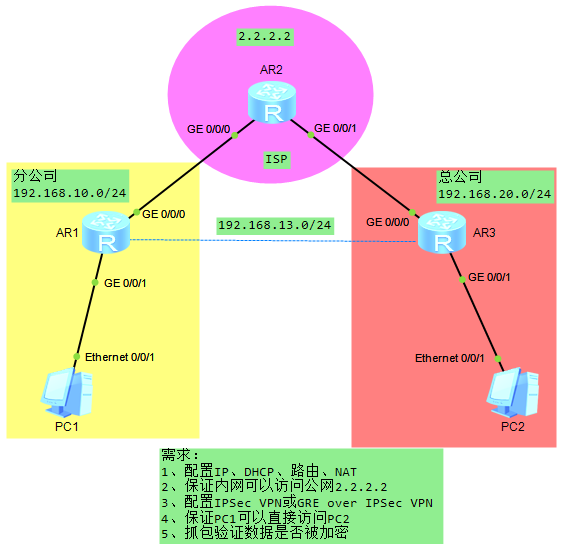 2.2.2.2
AR2
GE 0/0/0
GE 0/0/1
ISP
分公司
192.168.10.0/24
总公司
192.168.20.0/24
GE 0/0/0
192.168.13.0/24
GE 0/0/0
AR1
AR3
GE 0/0/1
GE 0/0/1
Ethernet 0/0/1
Ethernet 0/0/1
PC1
PC2
需求:
1、配置IP、DHCP、路由、NAT
2、保证内网可以访问公网2.2.2.2
3、配置IPSec VPN或GRE over IPSec VPN
4、保证PC1可以直接访问PC2
5、抓包验证数据是否被加密